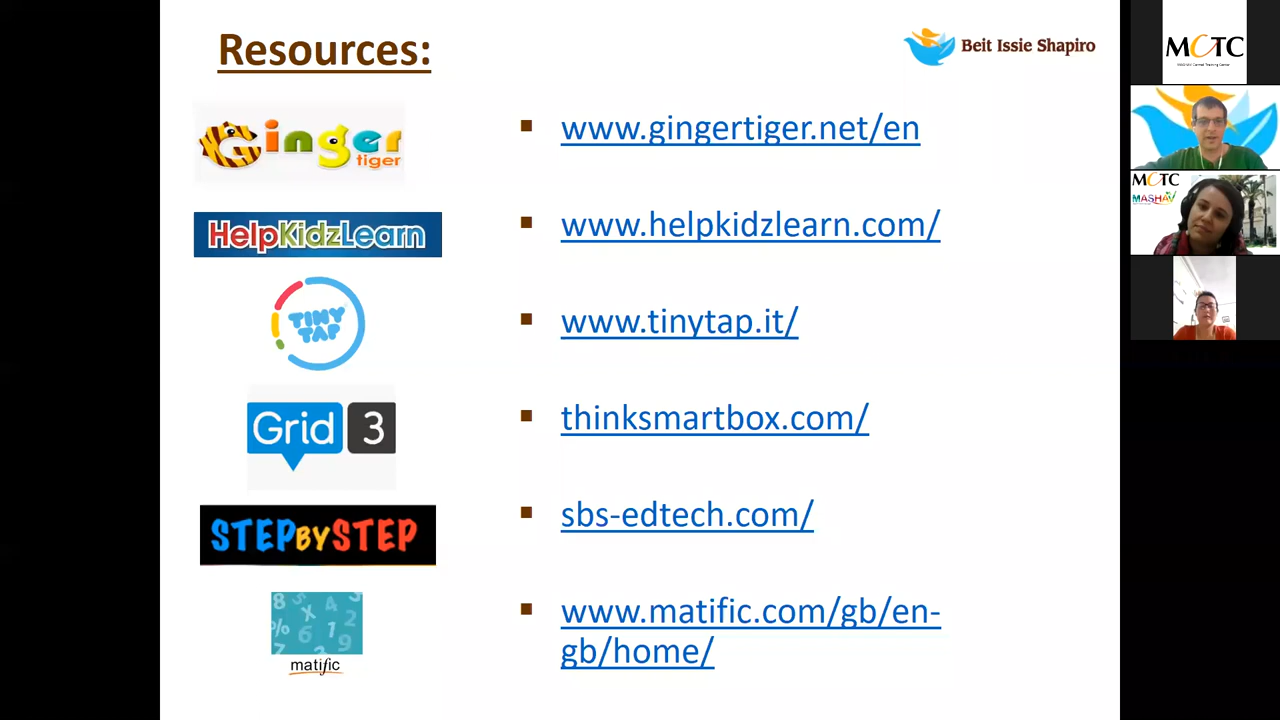 Resources:
Beit Issie Shapiro
Ginger
tiger
www.gingertiger.net/en
HelpKidzLearn
www.helpkidzlearn.com/
TINY
TAP
www.tinytap.it/
Grid 3
thinksmartbox.com/
STEP BY STEP
sbs-edtech.com/
matific
www.matific.com/gb/en-
gb/home/
MCTC
MCTC
MASHAV